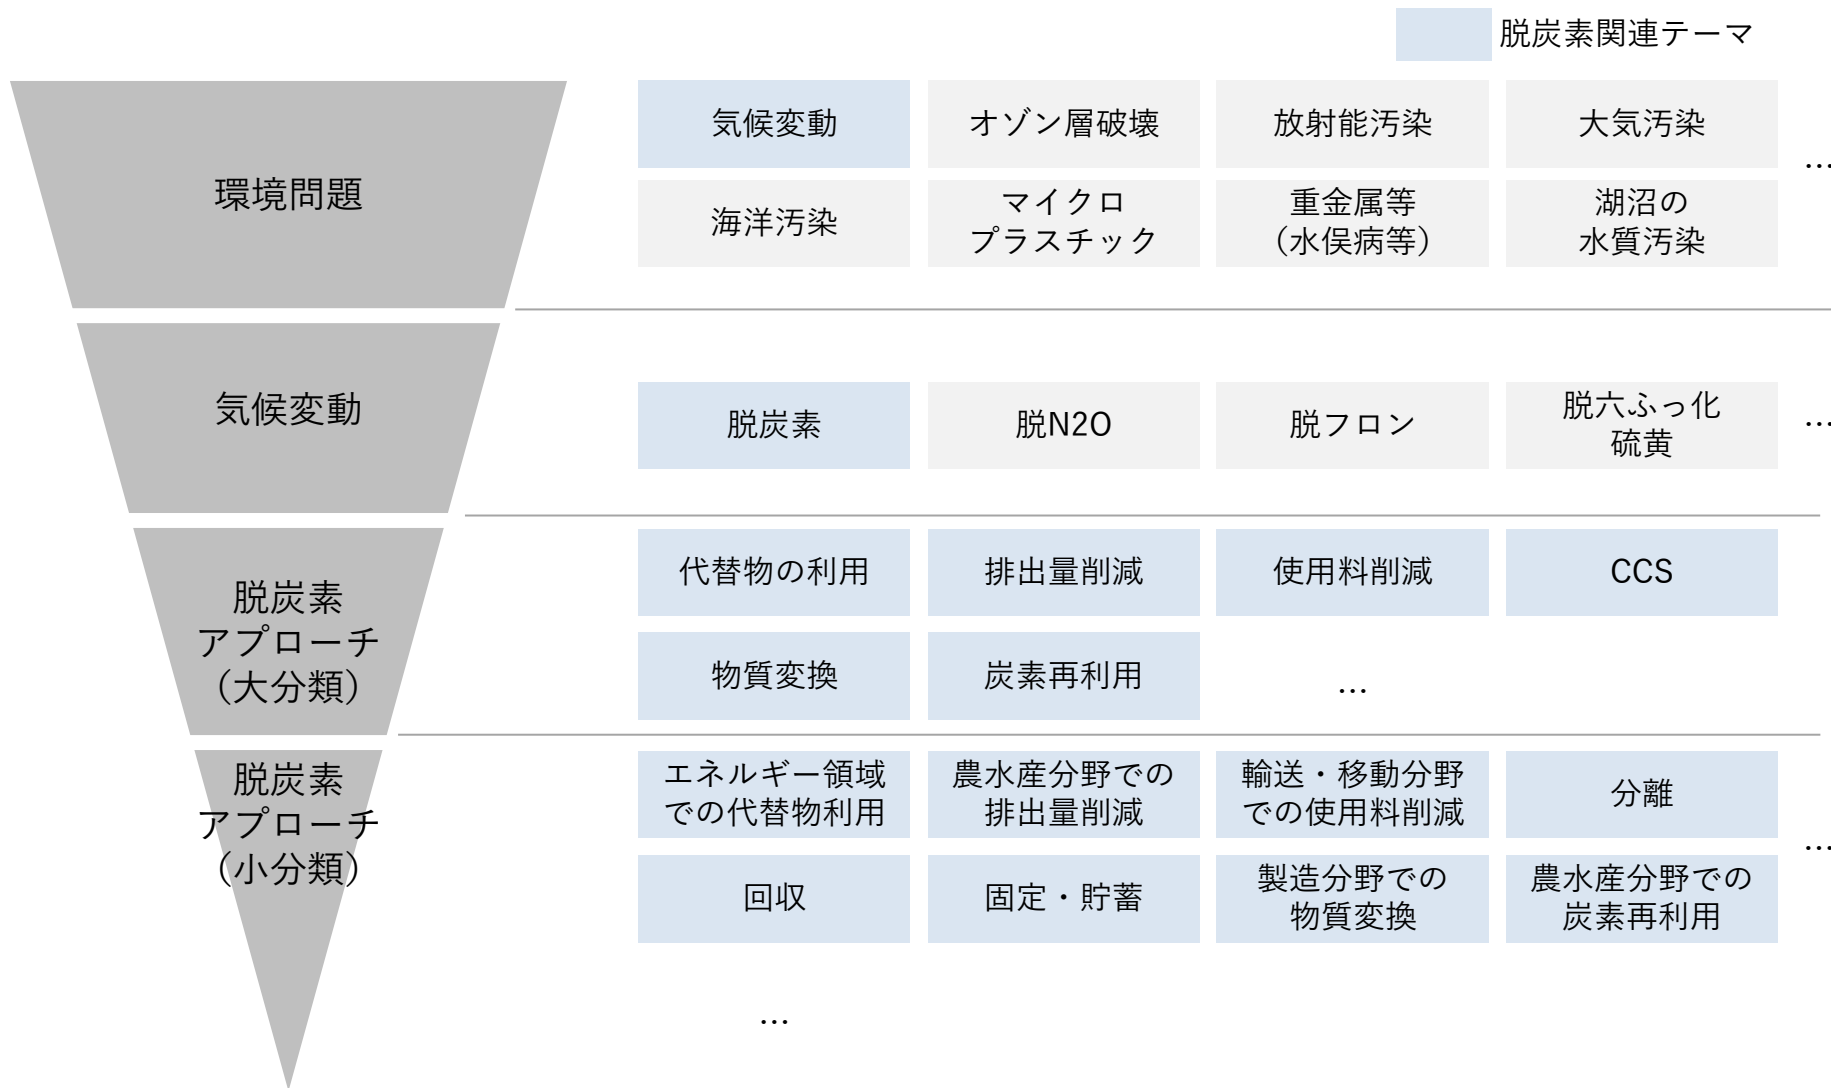 脱炭素関連テーマ
環境問題
気候変動
オゾン層破壊
放射能汚染
大気汚染
…
海洋汚染
マイクロ
プラスチック
重金属等
(水俣病等)
湖沼の
水質汚染
気候変動
脱炭素
脱N2O
脱フロン
脱六ふっ化
硫黄
…
脱炭素
アプローチ
(大分類)
代替物の利用
排出量削減
使用料削減
CCS
物質変換
炭素再利用
…
脱炭素
アプローチ
(小分類)
エネルギー領域
での代替物利用
農水産分野での
排出量削減
輸送・移動分野
での使用料削減
分離
…
回収
固定・貯蓄
製造分野での
物質変換
農水産分野での
炭素再利用
…